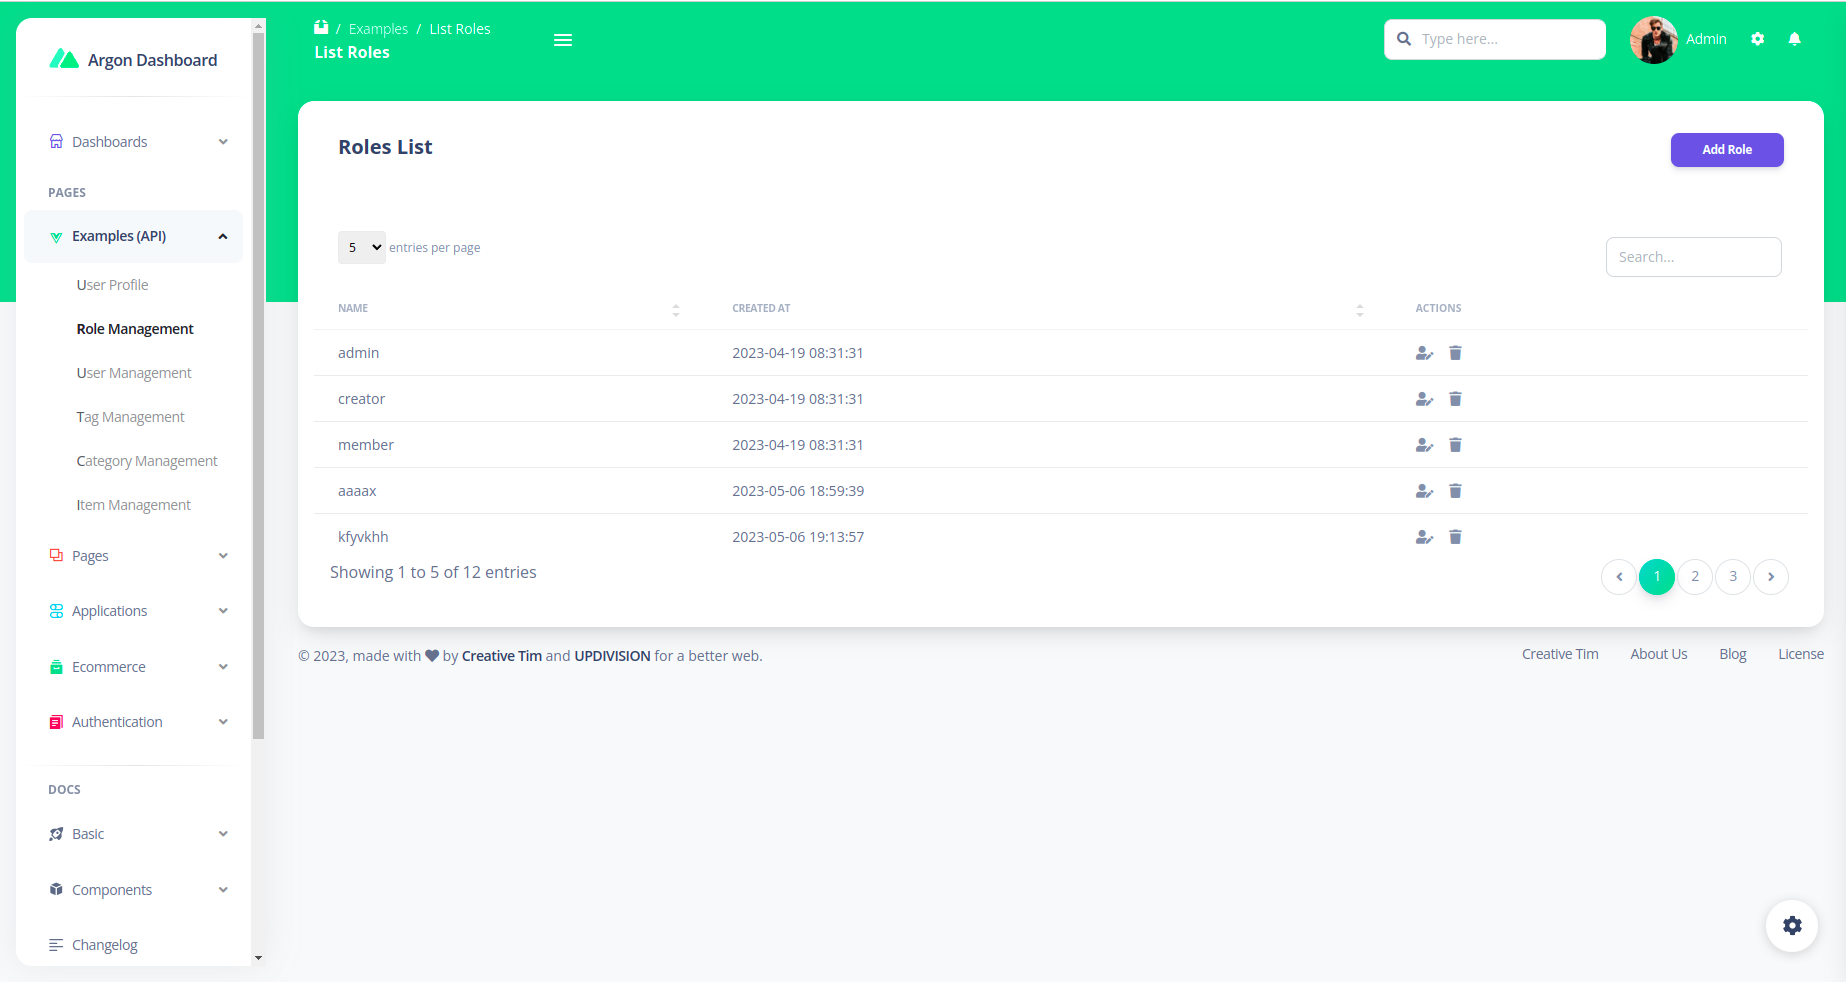 Argon Dashboard
Dashboards
PAGES
Examples (API)
User Profile
Role Management
User Management
Tag Management
Category Management
Item Management
Pages
Applications
Ecommerce
Authentication
DOCS
Basic
Components
Changelog
/ Examples / List Roles
List Roles
Type here...
Admin
Roles List
Add Role
5 entries per page
Search...
NAME CREATED AT ACTIONS
admin 2023-04-19 08:31:31
creator 2023-04-19 08:31:31
member 2023-04-19 08:31:31
aaaax 2023-05-06 18:59:39
kfyvkhh 2023-05-06 19:13:57
Showing 1 to 5 of 12 entries
1 2 3
© 2023, made with ♥ by Creative Tim and UPDIVISION for a better web.
Creative Tim About Us Blog License